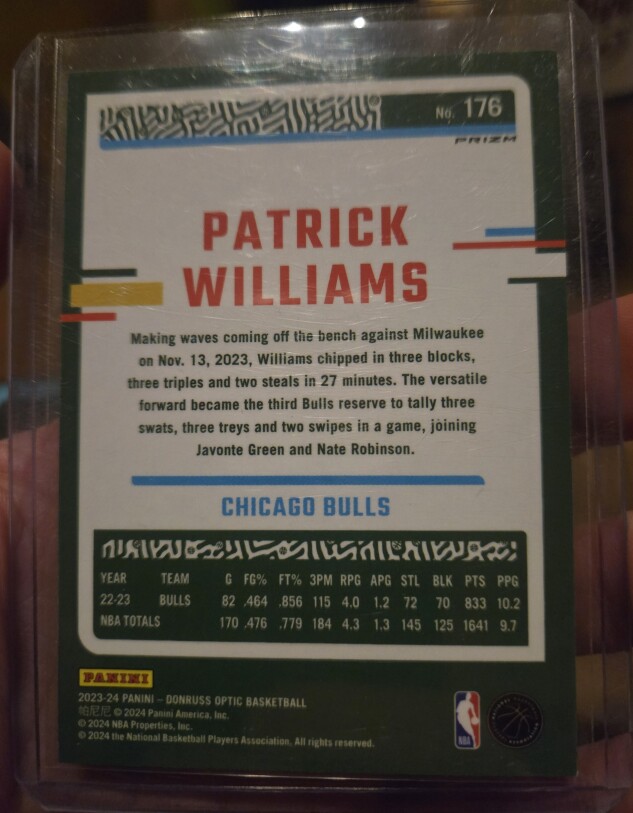 No. 176
PRIZM
PATRICK
WILLIAMS
Making waves coming off the bench against Milwaukee
on Nov. 13, 2023, Williams chipped in three blocks,
three triples and two steals in 27 minutes. The versatile
forward became the third Bulls reserve to tally three
swats, three treys and two swipes in a game, joining
Javonte Green and Nate Robinson.
CHICAGO BULLS
YEAR TEAM G FG% FT% 3PM RPG APG STL BLK PTS PPG
22-23 BULLS 82 .464 .856 115 4.0 1.2 72 70 833 10.2
NBA TOTALS 170 .476 .779 184 4.3 1.3 145 125 1641 9.7
PANINI
2023-24 PANINI – DONRUSS OPTIC BASKETBALL
帕尼尼 © 2024 Panini America, Inc.
© 2024 NBA Properties, Inc.
© 2024 the National Basketball Players Association. All rights reserved.
NBA